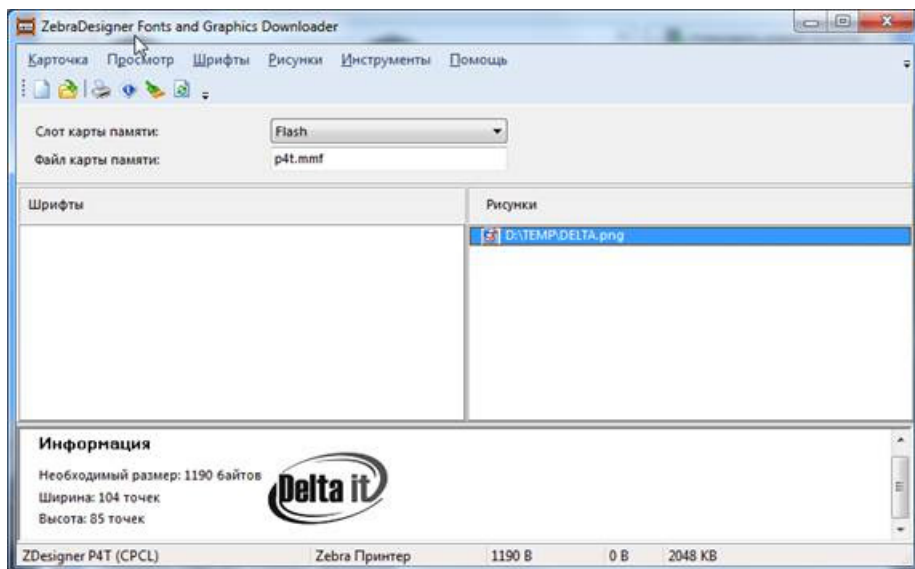 ZebraDesigner Fonts and Graphics Downloader
Карточка Просмотр Шрифты Рисунки Инструменты Помощь
Слот карты памяти: Flash
Файл карты памяти: p4t.mmf
Шрифты Рисунки
D:\TEMP\DELTA.png
Информация
Необходимый размер: 1190 байтов
Ширина: 104 точек
Высота: 85 точек
Delta it
ZDesigner P4T (CPCL) Zebra Принтер 1190 B 0 B 2048 KB